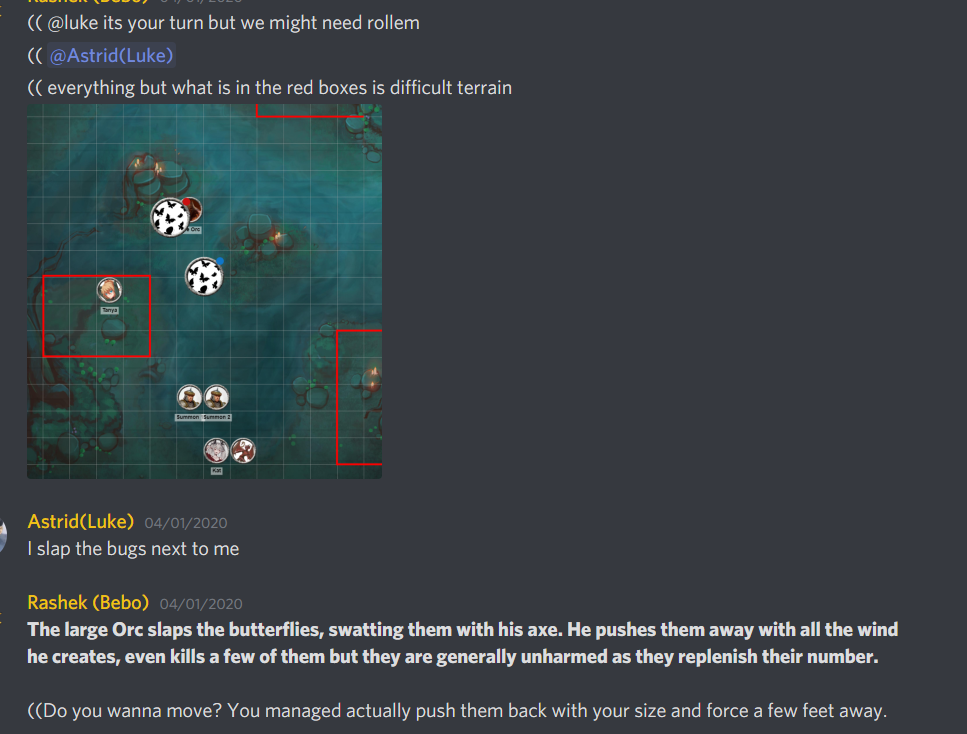 Rashek (Bebo) 04/01/2020
(( @luke its your turn but we might need rollem
(( @Astrid(Luke)
(( everything but what is in the red boxes is difficult terrain
Orc
Tanya
Summon Summon 2
Kat
Astrid(Luke) 04/01/2020
I slap the bugs next to me
Rashek (Bebo) 04/01/2020
The large Orc slaps the butterflies, swatting them with his axe. He pushes them away with all the wind
he creates, even kills a few of them but they are generally unharmed as they replenish their number.
((Do you wanna move? You managed actually push them back with your size and force a few feet away.